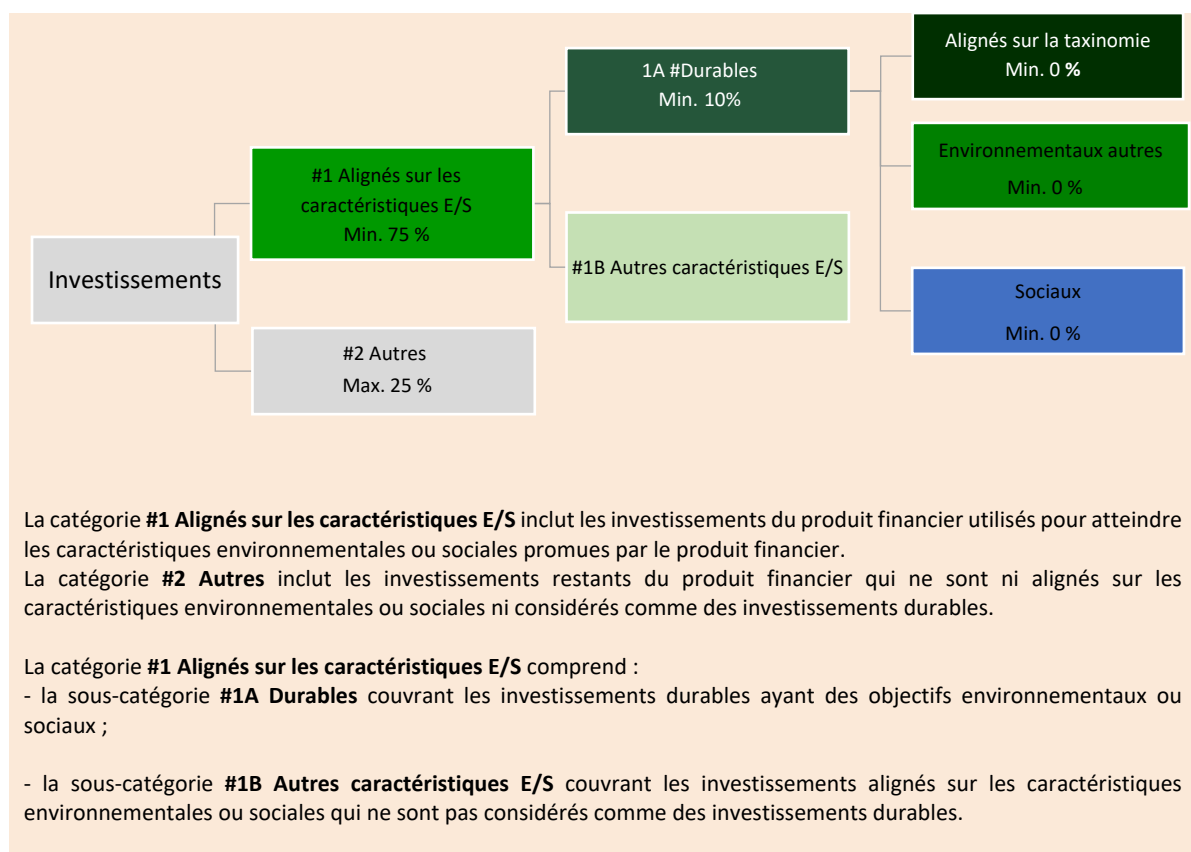 Investissements
#1 Alignés sur les
caractéristiques E/S
Min. 75 %
#2 Autres
Max. 25 %
1A #Durables
Min. 10%
#1B Autres caractéristiques E/S
Alignés sur la taxinomie
Min. 0 %
Environnementaux autres
Min. 0 %
Sociaux
Min. 0 %
La catégorie #1 Alignés sur les caractéristiques E/S inclut les investissements du produit financier utilisés pour atteindre
les caractéristiques environnementales ou sociales promues par le produit financier.
La catégorie #2 Autres inclut les investissements restants du produit financier qui ne sont ni alignés sur les
caractéristiques environnementales ou sociales ni considérés comme des investissements durables.
La catégorie #1 Alignés sur les caractéristiques E/S comprend :
- la sous-catégorie #1A Durables couvrant les investissements durables ayant des objectifs environnementaux ou
sociaux ;
- la sous-catégorie #1B Autres caractéristiques E/S couvrant les investissements alignés sur les caractéristiques
environnementales ou sociales qui ne sont pas considérés comme des investissements durables.